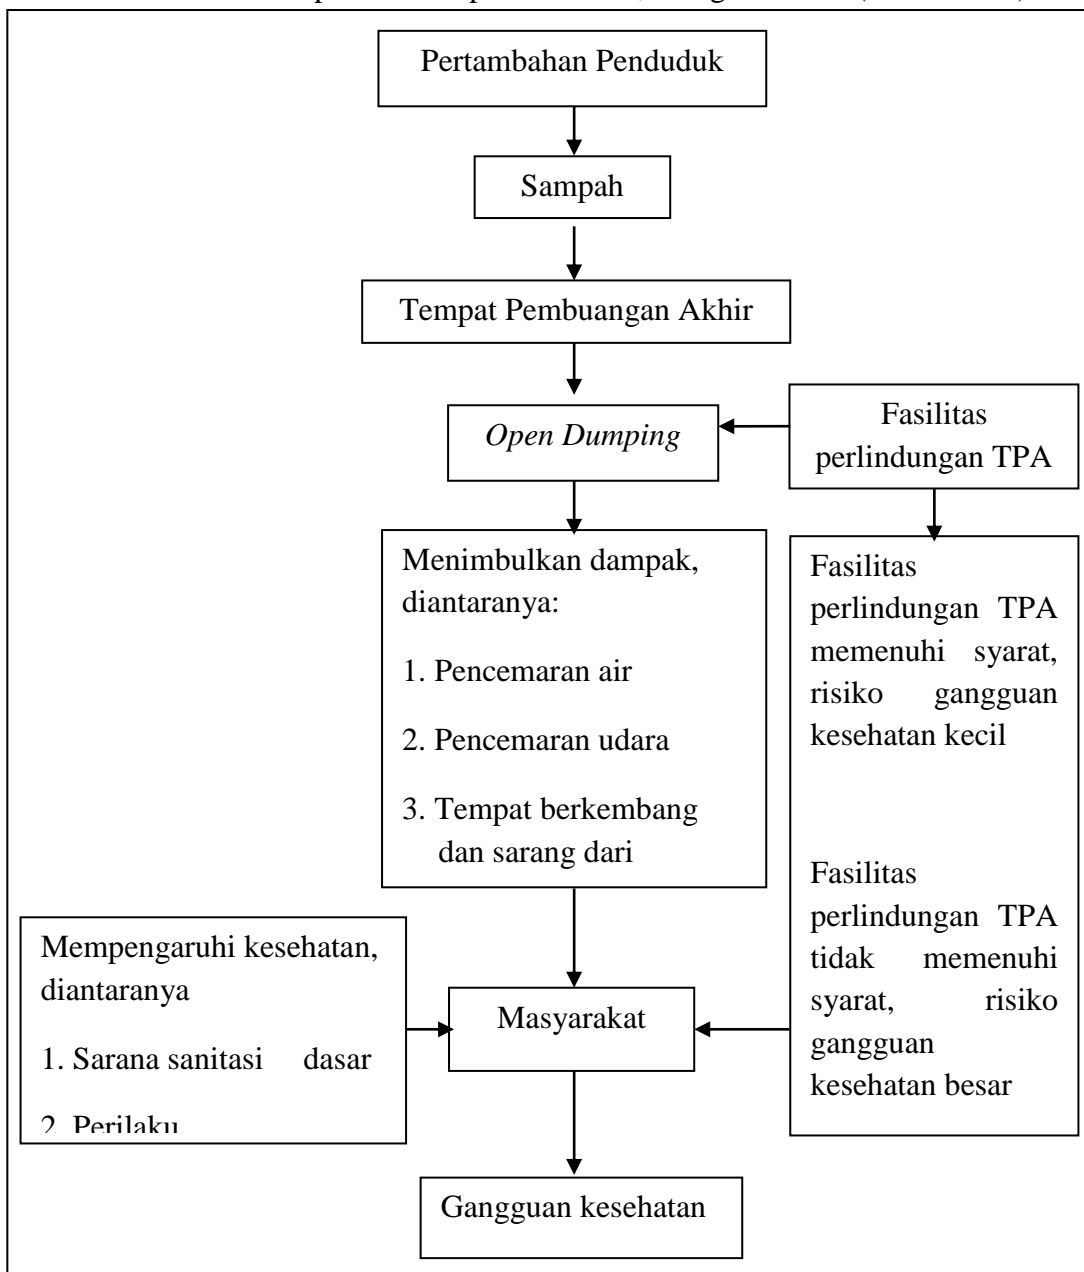 Pertambahan Penduduk
Sampah
Tempat Pembuangan Akhir
Open Dumping
Fasilitas
perlindungan TPA
Menimbulkan dampak,
diantaranya:
1. Pencemaran air
2. Pencemaran udara
3. Tempat berkembang
dan sarang dari
Fasilitas
perlindungan TPA
memenuhi syarat,
risiko gangguan
kesehatan kecil
Fasilitas
perlindungan TPA
tidak memenuhi
syarat, risiko
gangguan
kesehatan besar
Mempengaruhi kesehatan,
diantaranya
1. Sarana sanitasi dasar
2. Perilaku
Masyarakat
Gangguan kesehatan